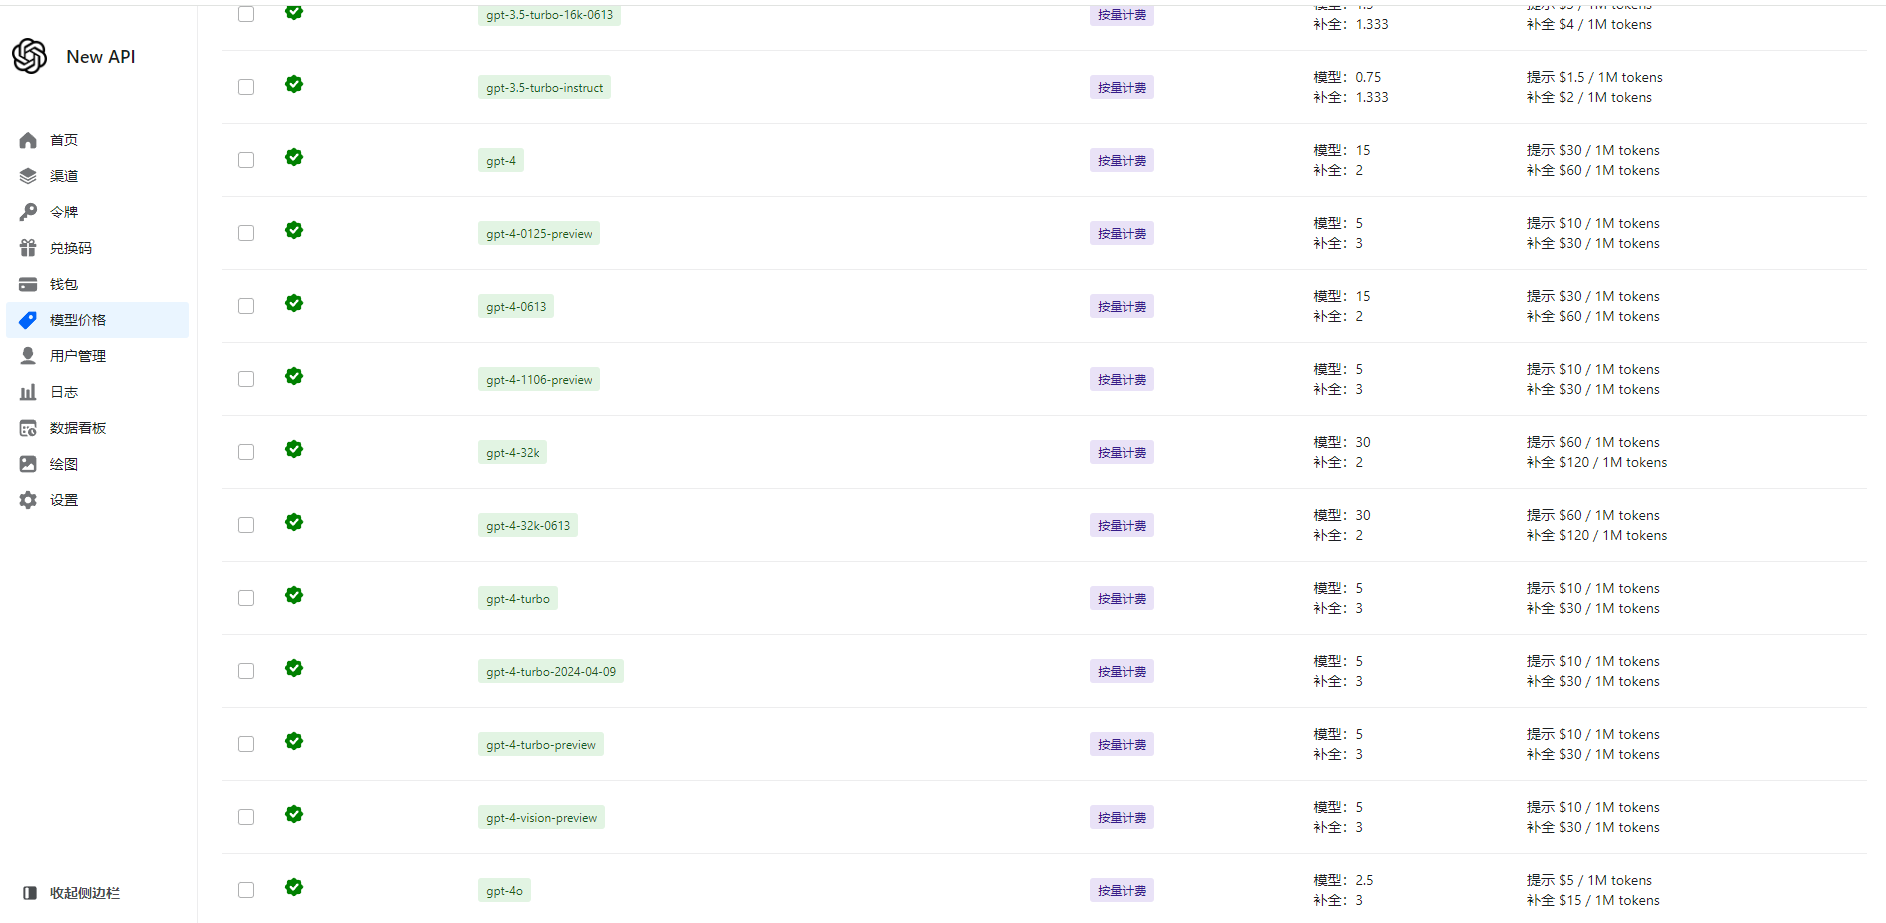 New API
首页
渠道
令牌
兑换码
钱包
模型价格
用户管理
日志
数据看板
绘图
设置
收起侧边栏
gpt-3.5-turbo-16k-0613 按量计费 模型：1.5 提示 $3 / 1M tokens
补全：1.333 补全 $4 / 1M tokens
gpt-3.5-turbo-instruct 按量计费 模型：0.75 提示 $1.5 / 1M tokens
补全：1.333 补全 $2 / 1M tokens
gpt-4 按量计费 模型：15 提示 $30 / 1M tokens
补全：2 补全 $60 / 1M tokens
gpt-4-0125-preview 按量计费 模型：5 提示 $10 / 1M tokens
补全：3 补全 $30 / 1M tokens
gpt-4-0613 按量计费 模型：15 提示 $30 / 1M tokens
补全：2 补全 $60 / 1M tokens
gpt-4-1106-preview 按量计费 模型：5 提示 $10 / 1M tokens
补全：3 补全 $30 / 1M tokens
gpt-4-32k 按量计费 模型：30 提示 $60 / 1M tokens
补全：2 补全 $120 / 1M tokens
gpt-4-32k-0613 按量计费 模型：30 提示 $60 / 1M tokens
补全：2 补全 $120 / 1M tokens
gpt-4-turbo 按量计费 模型：5 提示 $10 / 1M tokens
补全：3 补全 $30 / 1M tokens
gpt-4-turbo-2024-04-09 按量计费 模型：5 提示 $10 / 1M tokens
补全：3 补全 $30 / 1M tokens
gpt-4-turbo-preview 按量计费 模型：5 提示 $10 / 1M tokens
补全：3 补全 $30 / 1M tokens
gpt-4-vision-preview 按量计费 模型：5 提示 $10 / 1M tokens
补全：3 补全 $30 / 1M tokens
gpt-4o 按量计费 模型：2.5 提示 $5 / 1M tokens
补全：3 补全 $15 / 1M tokens